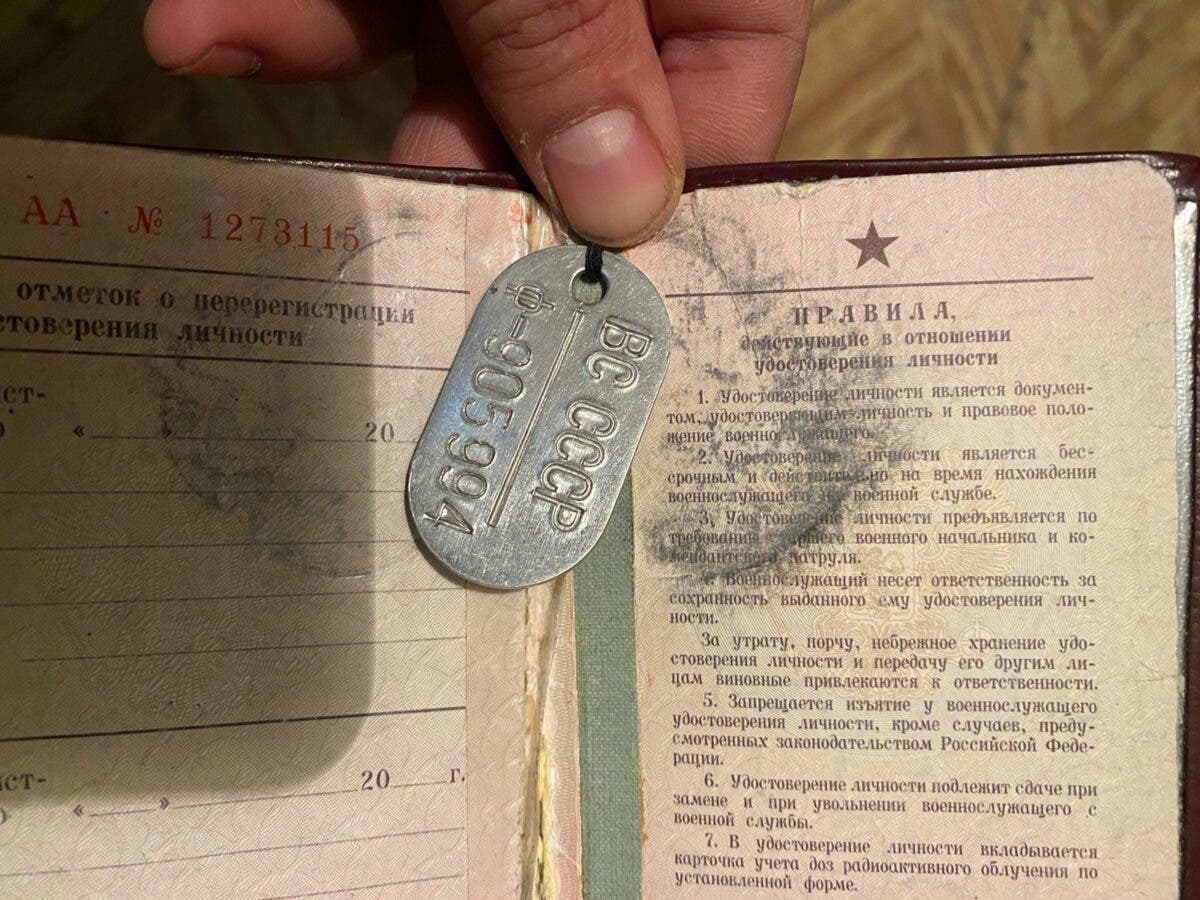 АА № 1273115
отметок о перерегистрации
стоверения личности
ист-
« » 20
ист-
« » 20 г.
ВС СССР
Ф-905994
ПРАВИЛА,
действующие в отношении
удостоверения личности
1. Удостоверение личности является докумен-
том, удостоверяющим личность и правовое поло-
жение военнослужащего.
2. Удостоверение личности является бес-
срочным и действительно на время нахождения
военнослужащего на военной службе.
3. Удостоверение личности предъявляется по
требованию старшего военного начальника и ко-
мендантского патруля.
4. Военнослужащий несет ответственность за
сохранность выданного ему удостоверения лич-
ности.
За утрату, порчу, небрежное хранение удо-
стоверения личности и передачу его другим ли-
цам виновные привлекаются к ответственности.
5. Запрещается изъятие у военнослужащего
удостоверения личности, кроме случаев, преду-
смотренных законодательством Российской Феде-
рации.
6. Удостоверение личности подлежит сдаче при
замене и при увольнении военнослужащего с
военной службы.
7. В удостоверение личности вкладывается
карточка учета доз радиоактивного облучения по
установленной форме.